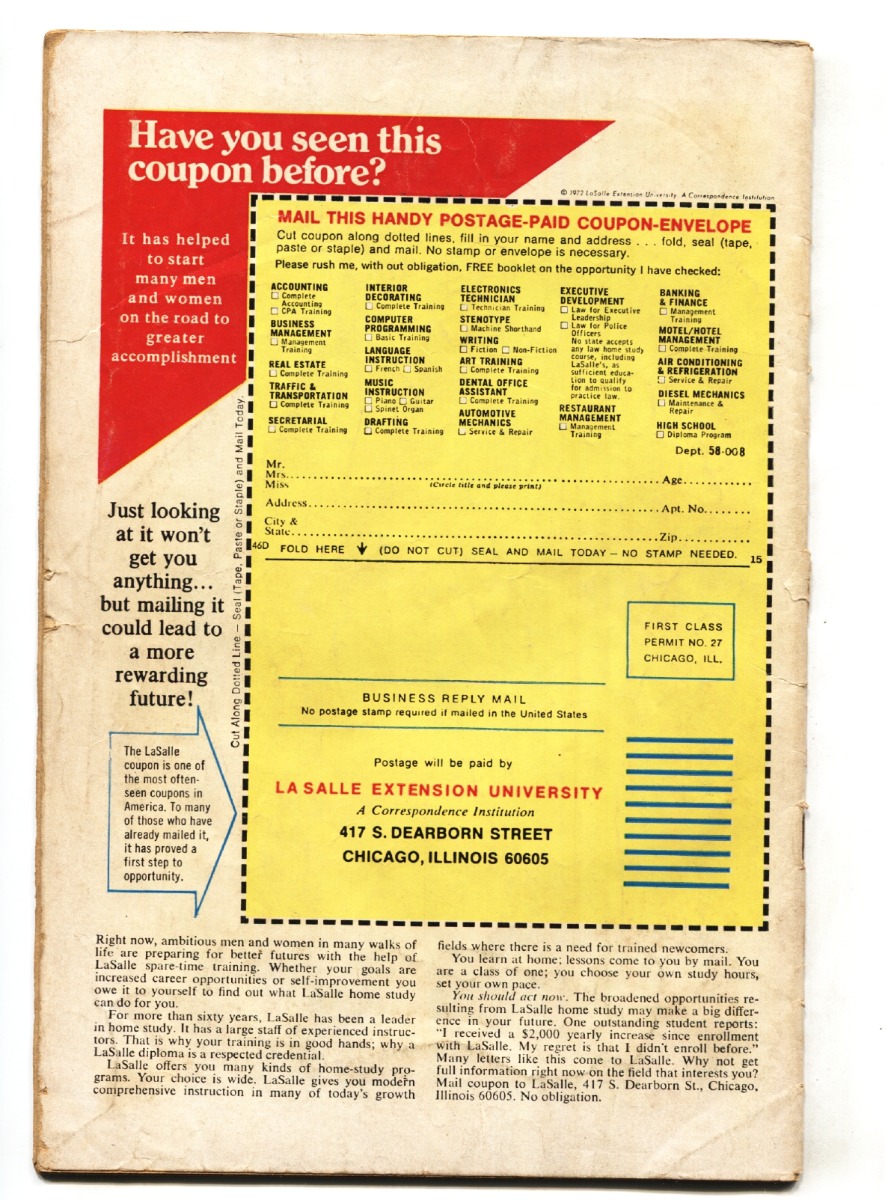 Have you seen this
coupon before?
© 1972 LaSalle Extension University A Correspondence Institution
It has helped
to start
many men
and women
on the road to
greater
accomplishment
Just looking
at it won't
get you
anything...
but mailing it
could lead to
a more
rewarding
future!
The LaSalle
coupon is one of
the most often-
seen coupons in
America. To many
of those who have
already mailed it,
it has proved a
first step to
opportunity.
Cut Along Dotted Line — Seal (Tape, Paste or Staple) and Mail Today.
MAIL THIS HANDY POSTAGE-PAID COUPON-ENVELOPE
Cut coupon along dotted lines, fill in your name and address . . . fold, seal (tape,
paste or staple) and mail. No stamp or envelope is necessary.
Please rush me, with out obligation, FREE booklet on the opportunity I have checked:
ACCOUNTING
Complete
Accounting
CPA Training
BUSINESS
MANAGEMENT
Management
Training
REAL ESTATE
Complete Training
TRAFFIC &
TRANSPORTATION
Complete Training
SECRETARIAL
Complete Training
INTERIOR
DECORATING
Complete Training
COMPUTER
PROGRAMMING
Basic Training
LANGUAGE
INSTRUCTION
French Spanish
MUSIC
INSTRUCTION
Piano Guitar
Spinet Organ
DRAFTING
Complete Training
ELECTRONICS
TECHNICIAN
Technician Training
STENOTYPE
Machine Shorthand
WRITING
Fiction Non-Fiction
ART TRAINING
Complete Training
DENTAL OFFICE
ASSISTANT
Complete Training
AUTOMOTIVE
MECHANICS
Service & Repair
EXECUTIVE
DEVELOPMENT
Law for Executive
Leadership
Law for Police
Officers
No state accepts
any law home study
course, including
LaSalle's, as
sufficient educa-
tion to qualify
for admission to
practice law.
RESTAURANT
MANAGEMENT
Management
Training
BANKING
& FINANCE
Management
Training
MOTEL/HOTEL
MANAGEMENT
Complete Training
AIR CONDITIONING
& REFRIGERATION
Service & Repair
DIESEL MECHANICS
Maintenance &
Repair
HIGH SCHOOL
Diploma Program
Dept. 58-008
Mr.
Mrs.
Miss
(Circle title and please print)
Age
Address
Apt. No.
City &
State
Zip
46D FOLD HERE (DO NOT CUT) SEAL AND MAIL TODAY — NO STAMP NEEDED. 15
FIRST CLASS
PERMIT NO. 27
CHICAGO, ILL.
BUSINESS REPLY MAIL
No postage stamp required if mailed in the United States
Postage will be paid by
LA SALLE EXTENSION UNIVERSITY
A Correspondence Institution
417 S. DEARBORN STREET
CHICAGO, ILLINOIS 60605
Right now, ambitious men and women in many walks of
life are preparing for better futures with the help of
LaSalle spare-time training. Whether your goals are
increased career opportunities or self-improvement you
owe it to yourself to find out what LaSalle home study
can do for you.
For more than sixty years, LaSalle has been a leader
in home study. It has a large staff of experienced instruc-
tors. That is why your training is in good hands; why a
LaSalle diploma is a respected credential.
LaSalle offers you many kinds of home-study pro-
grams. Your choice is wide. LaSalle gives you modern
comprehensive instruction in many of today's growth
fields where there is a need for trained newcomers.
You learn at home; lessons come to you by mail. You
are a class of one; you choose your own study hours,
set your own pace.
You should act now. The broadened opportunities re-
sulting from LaSalle home study may make a big differ-
ence in your future. One outstanding student reports:
"I received a $2,000 yearly increase since enrollment
with LaSalle. My regret is that I didn't enroll before."
Many letters like this come to LaSalle. Why not get
full information right now on the field that interests you?
Mail coupon to LaSalle, 417 S. Dearborn St., Chicago,
Illinois 60605. No obligation.